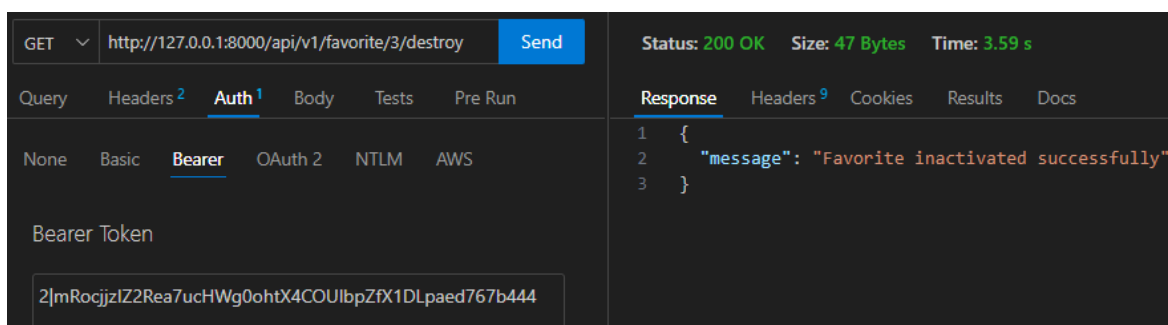 GET http://127.0.0.1:8000/api/v1/favorite/3/destroy Send
Query Headers 2 Auth 1 Body Tests Pre Run
None Basic Bearer OAuth 2 NTLM AWS
Bearer Token
2|mRocjjzIZ2Rea7ucHWg0ohtX4COUIbpZfX1DLpaed767b444
Status: 200 OK Size: 47 Bytes Time: 3.59 s
Response Headers 9 Cookies Results Docs
1 {
2 "message": "Favorite inactivated successfully"
3 }